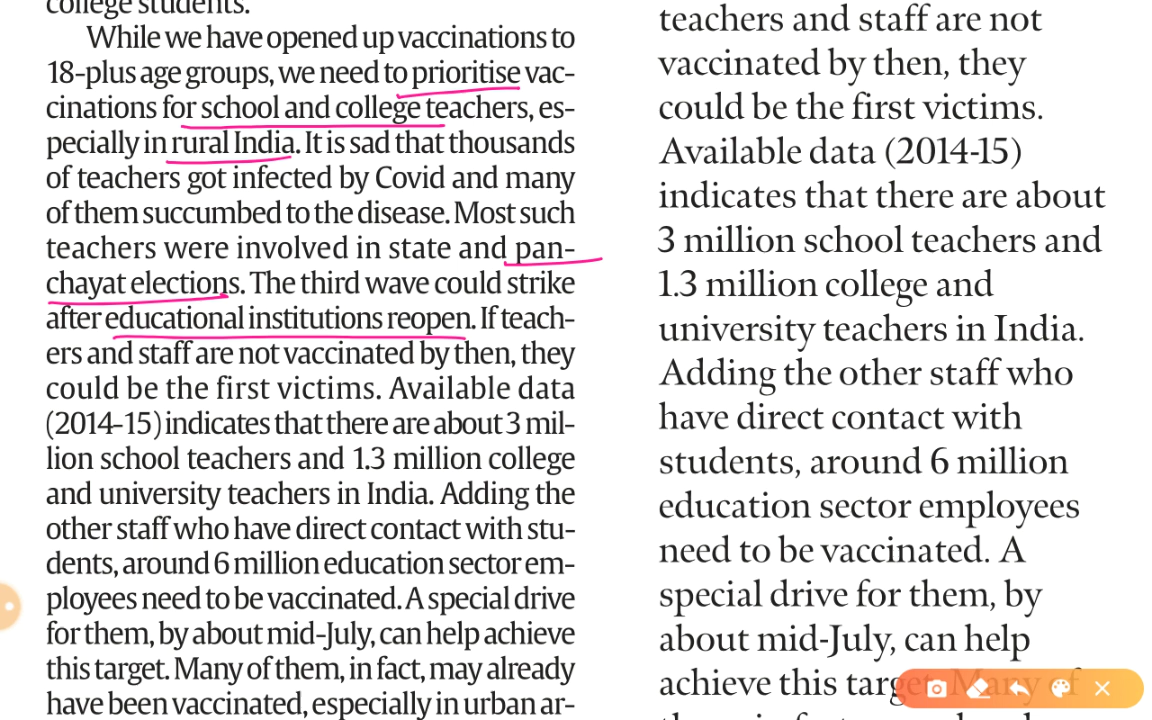 college students.
While we have opened up vaccinations to
18-plus age groups, we need to prioritise vac-
cinations for school and college teachers, es-
pecially in rural India. It is sad that thousands
of teachers got infected by Covid and many
of them succumbed to the disease. Most such
teachers were involved in state and pan-
chayat elections. The third wave could strike
after educational institutions reopen. If teach-
ers and staff are not vaccinated by then, they
could be the first victims. Available data
(2014-15) indicates that there are about 3 mil-
lion school teachers and 1.3 million college
and university teachers in India. Adding the
other staff who have direct contact with stu-
dents, around 6 million education sector em-
ployees need to be vaccinated. A special drive
for them, by about mid-July, can help achieve
this target. Many of them, in fact, may already
have been vaccinated, especially in urban ar-
teachers and staff are not
vaccinated by then, they
could be the first victims.
Available data (2014-15)
indicates that there are about
3 million school teachers and
1.3 million college and
university teachers in India.
Adding the other staff who
have direct contact with
students, around 6 million
education sector employees
need to be vaccinated. A
special drive for them, by
about mid-July, can help
achieve this target. Many of